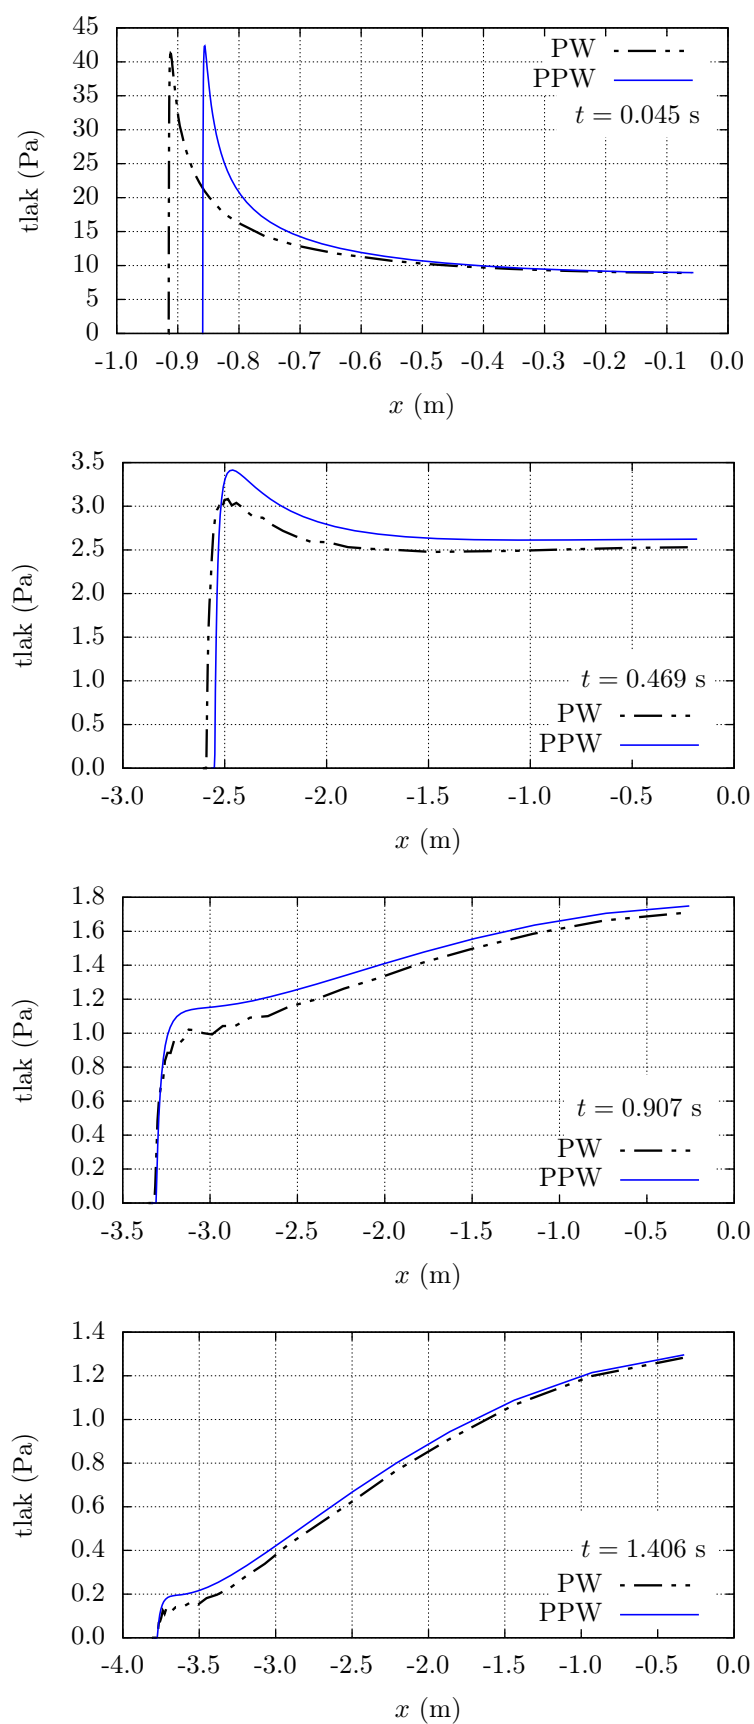 45
40
35
30
25
20
15
10
5
0
tlak (Pa)
PW
PPW
t = 0.045 s
-1.0 -0.9 -0.8 -0.7 -0.6 -0.5 -0.4 -0.3 -0.2 -0.1 0.0
x (m)
3.5
3.0
2.5
2.0
1.5
1.0
0.5
0.0
tlak (Pa)
t = 0.469 s
PW
PPW
-3.0 -2.5 -2.0 -1.5 -1.0 -0.5 0.0
x (m)
1.8
1.6
1.4
1.2
1.0
0.8
0.6
0.4
0.2
0.0
tlak (Pa)
t = 0.907 s
PW
PPW
-3.5 -3.0 -2.5 -2.0 -1.5 -1.0 -0.5 0.0
x (m)
1.4
1.2
1.0
0.8
0.6
0.4
0.2
0.0
tlak (Pa)
t = 1.406 s
PW
PPW
-4.0 -3.5 -3.0 -2.5 -2.0 -1.5 -1.0 -0.5 0.0
x (m)